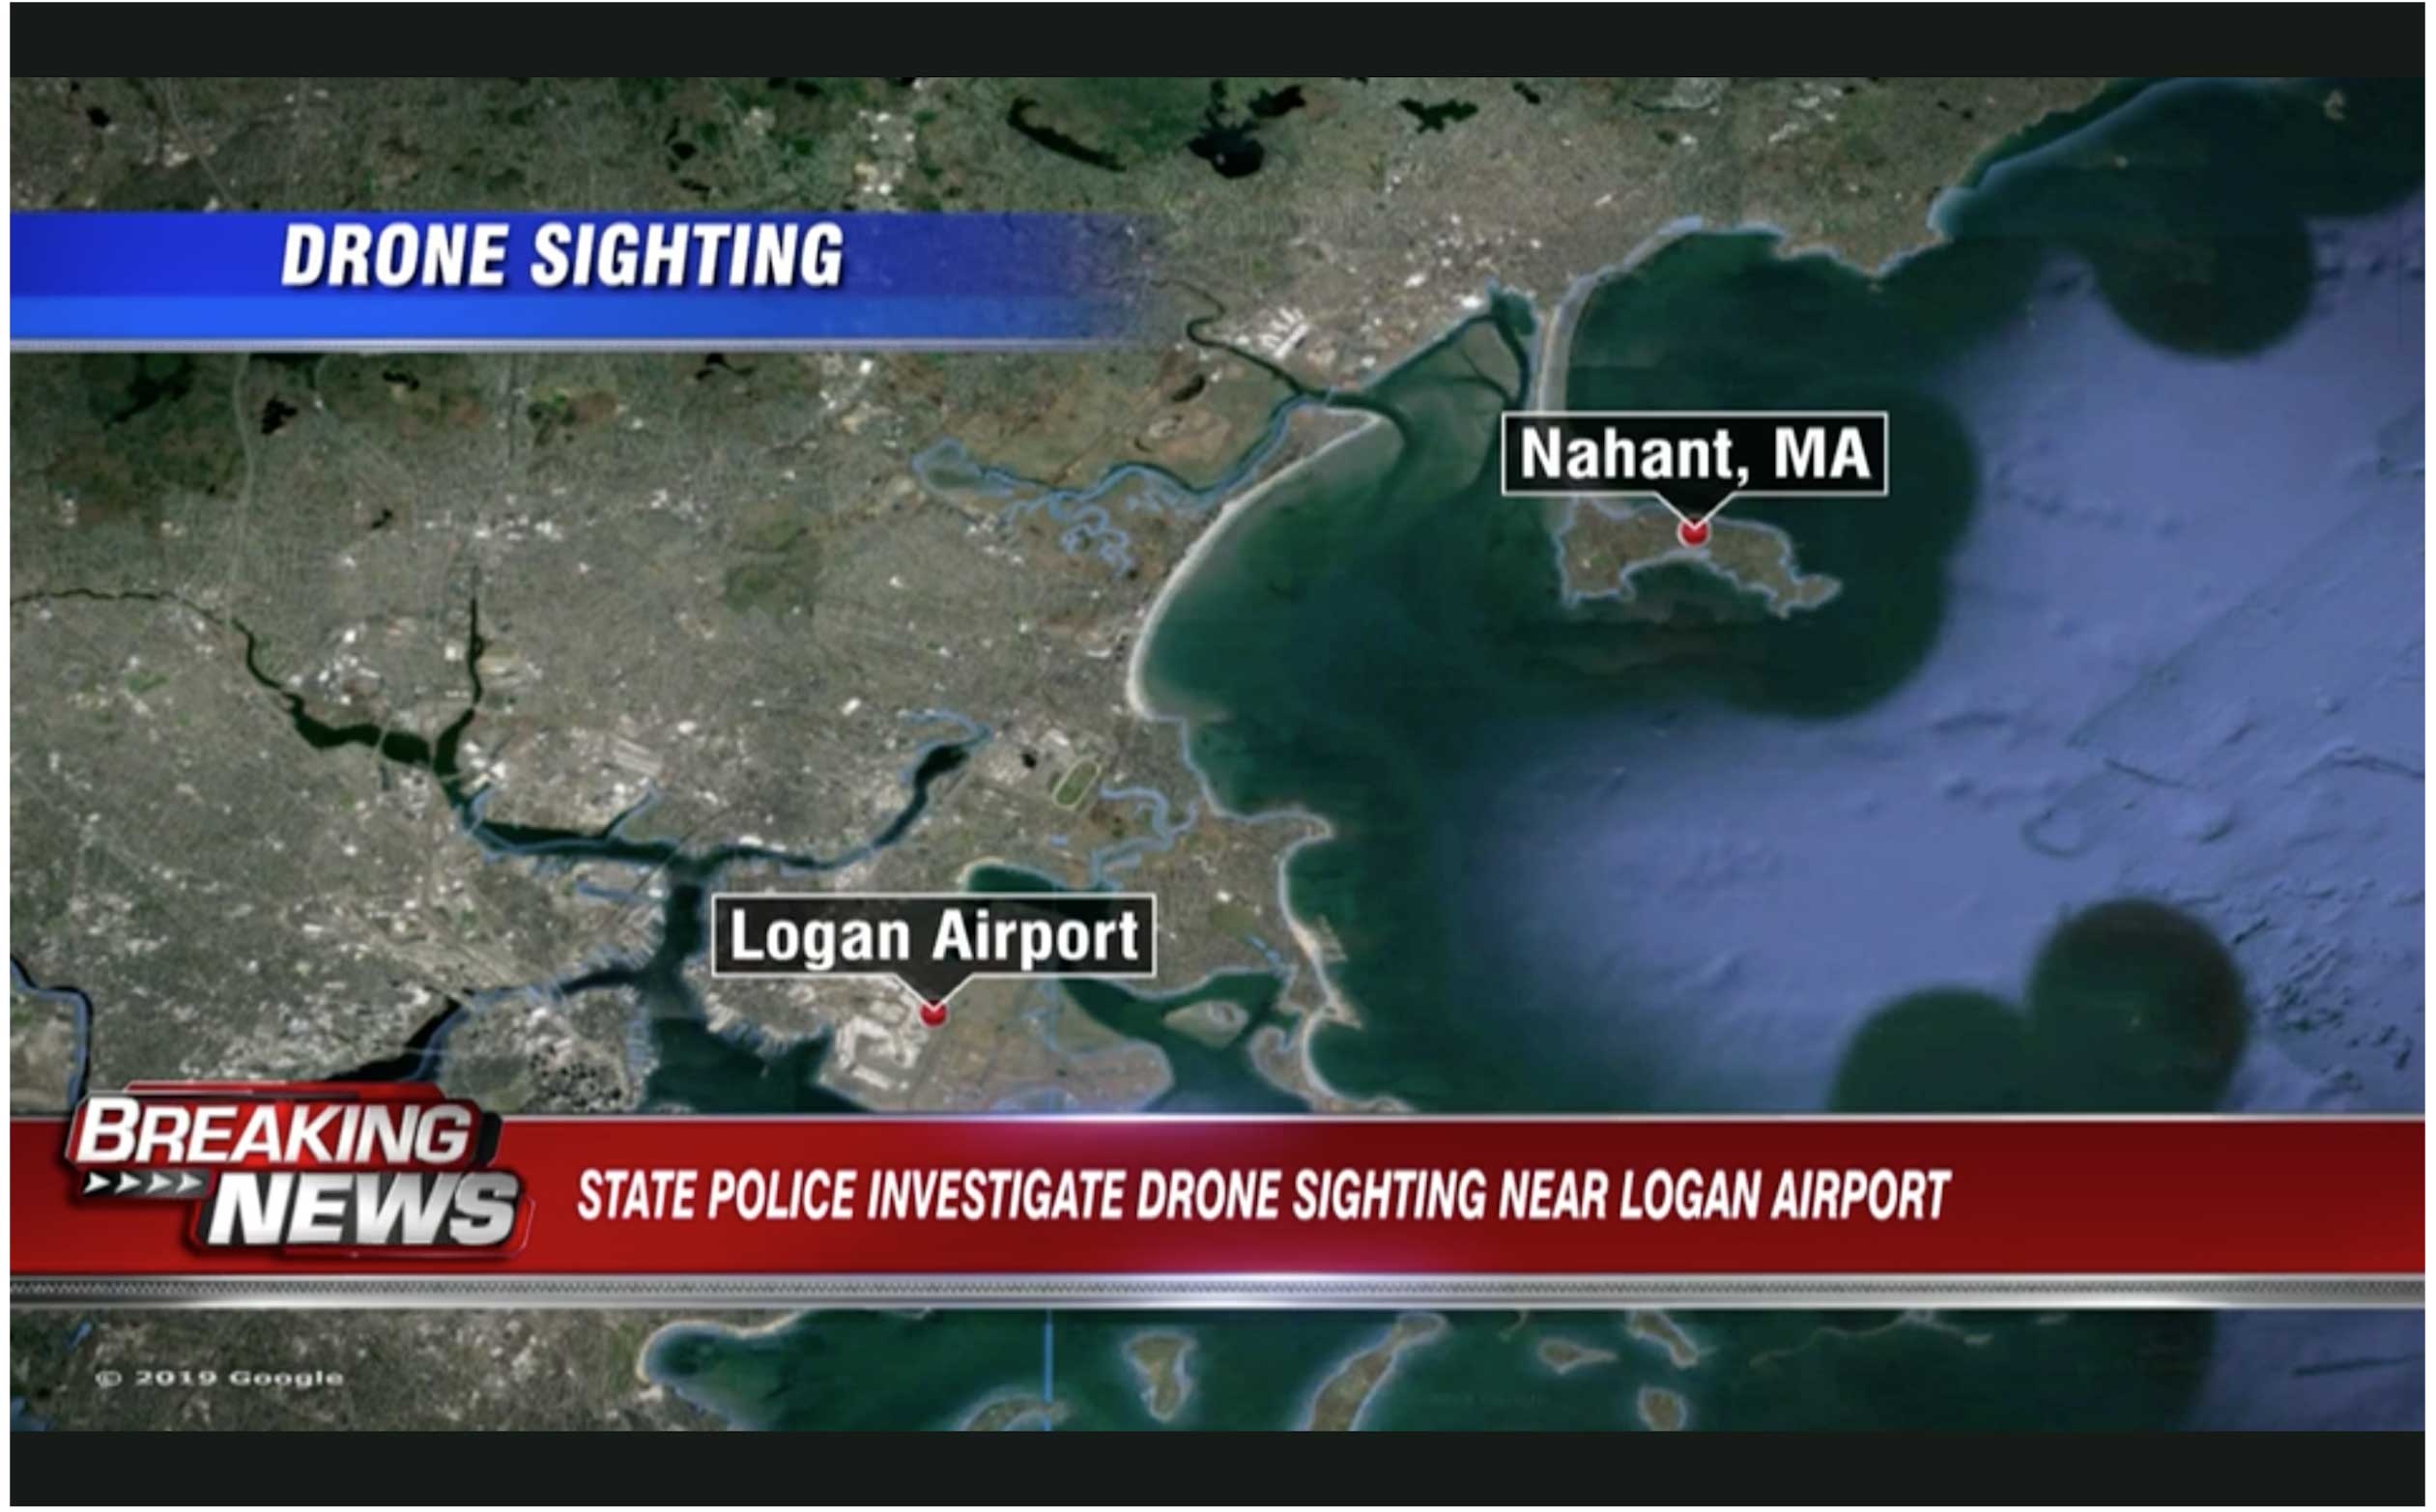 DRONE SIGHTING
Nahant, MA
Logan Airport
BREAKING
NEWS
STATE POLICE INVESTIGATE DRONE SIGHTING NEAR LOGAN AIRPORT
© 2019 Google